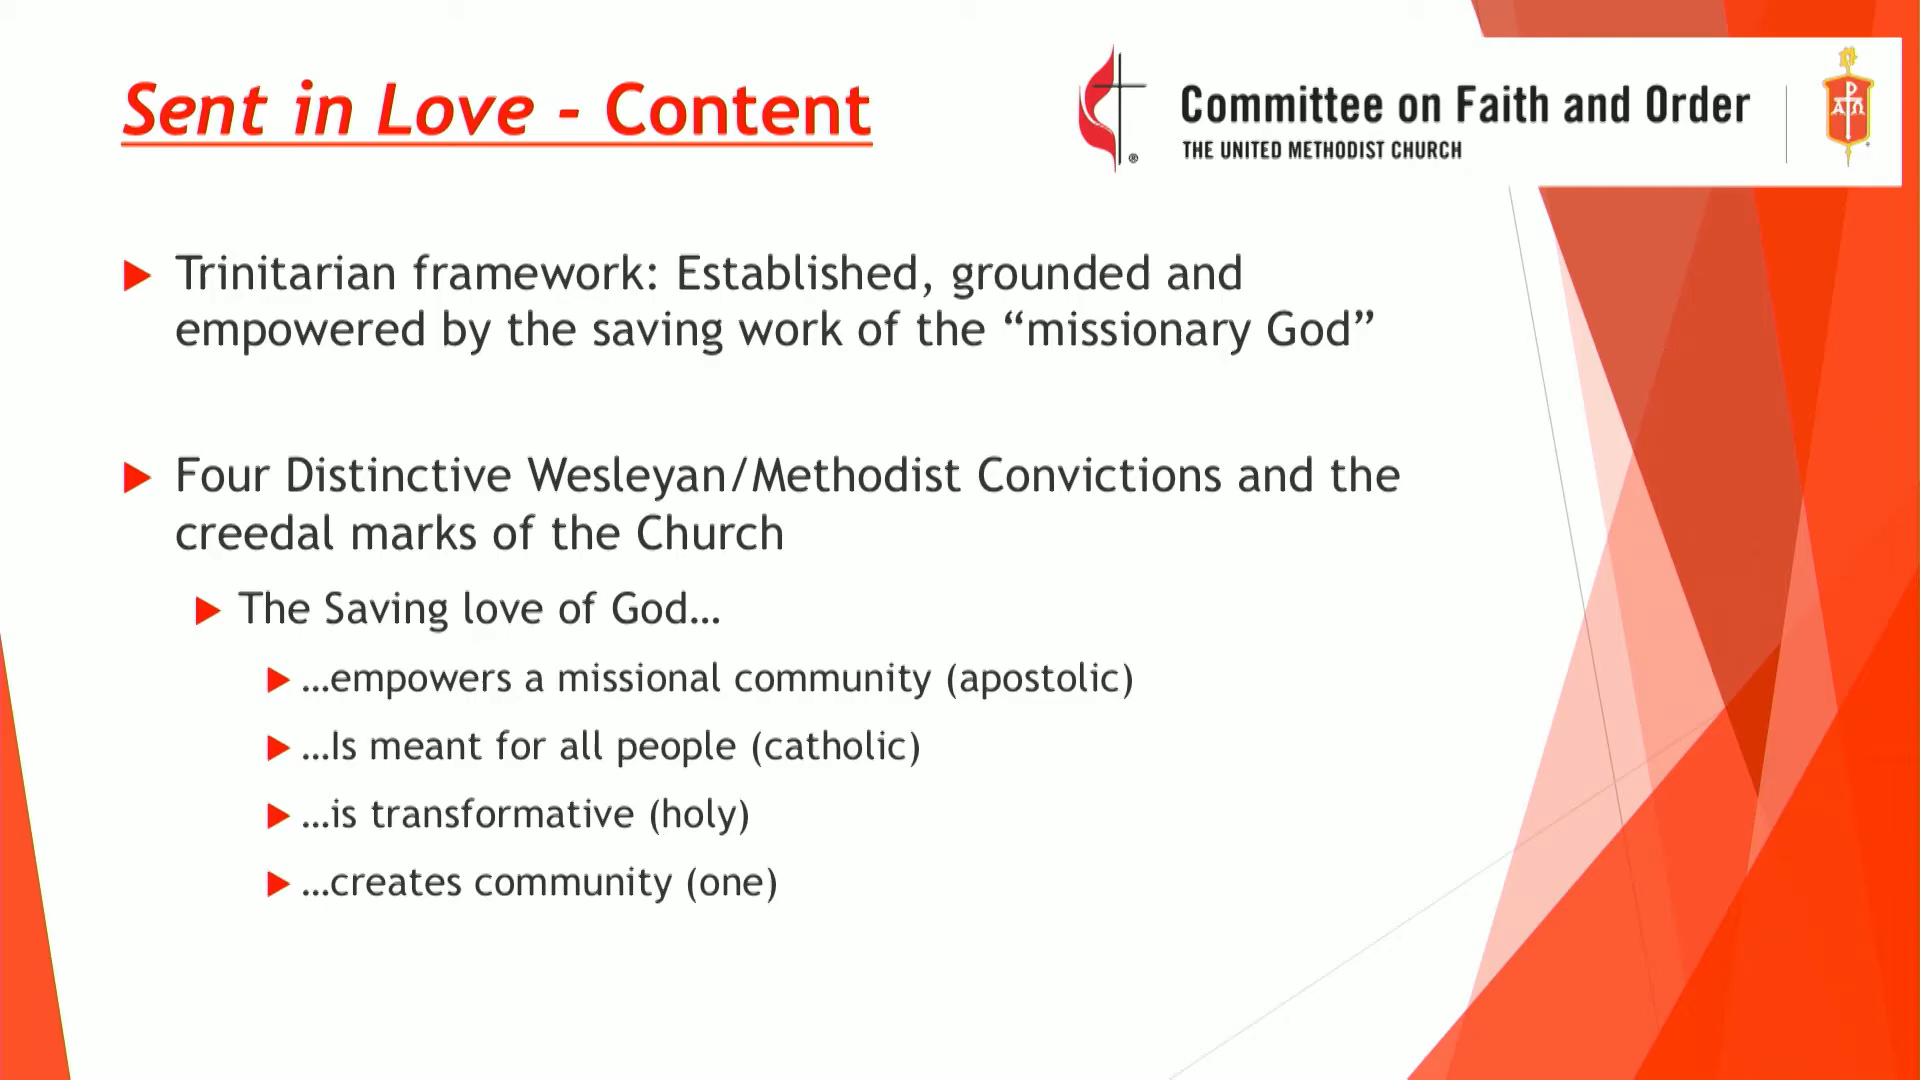 Sent in Love - Content
Committee on Faith and Order
THE UNITED METHODIST CHURCH
Trinitarian framework: Established, grounded and
empowered by the saving work of the “missionary God”
Four Distinctive Wesleyan/Methodist Convictions and the
creedal marks of the Church
The Saving love of God…
…empowers a missional community (apostolic)
…Is meant for all people (catholic)
…is transformative (holy)
…creates community (one)